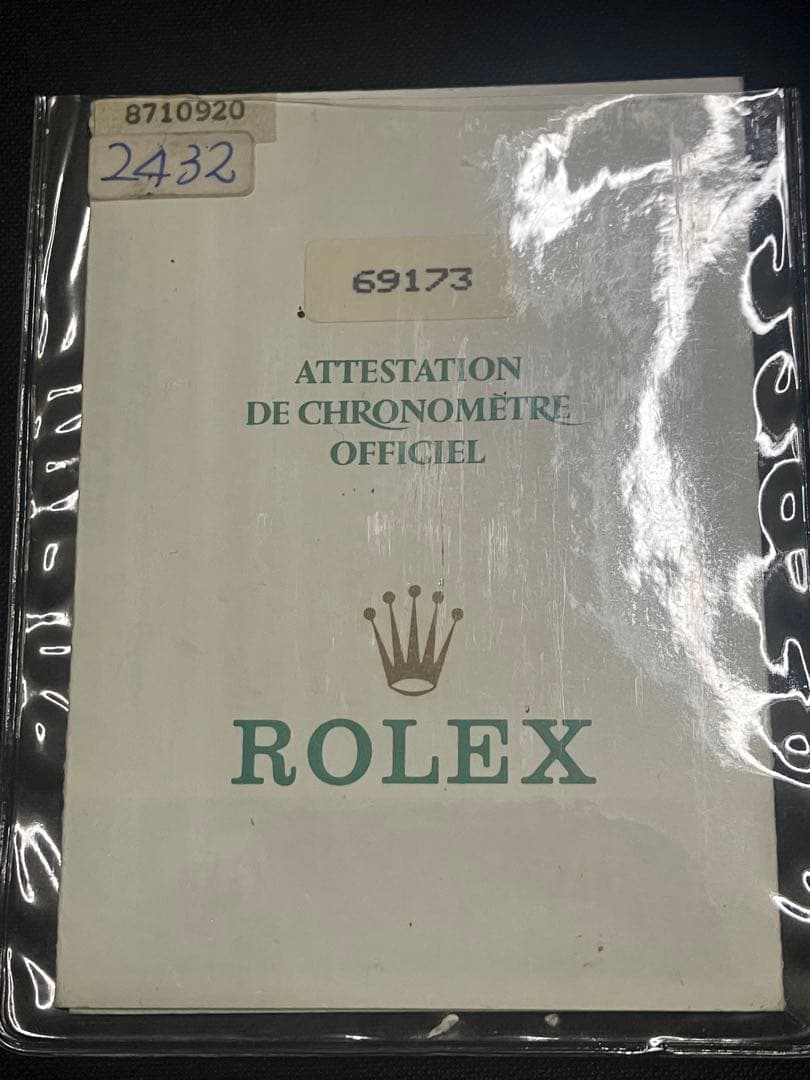 8710920
2432
69173
ATTESTATION
DE CHRONOMÈTRE
OFFICIEL
ROLEX